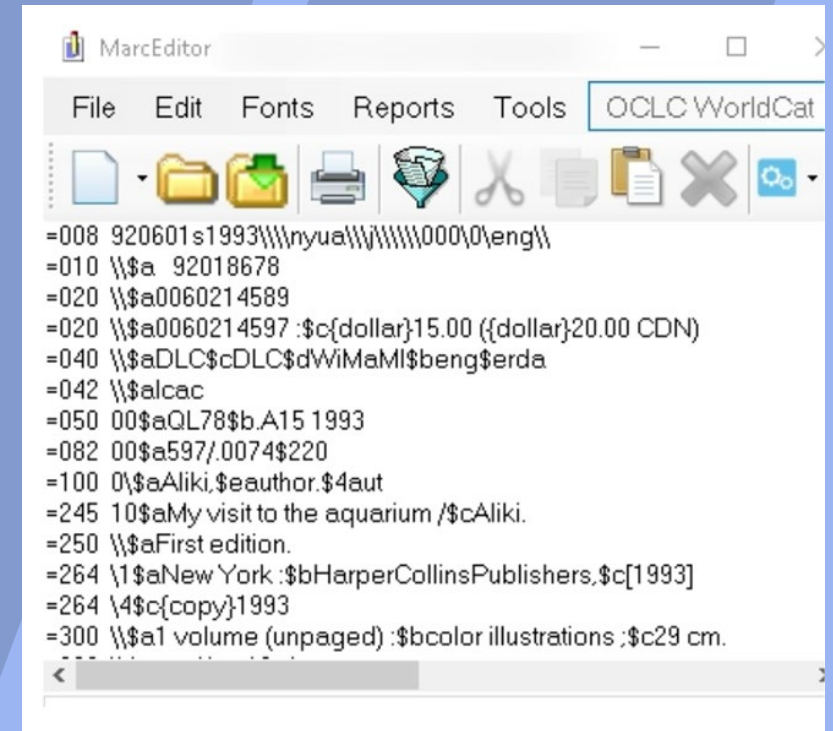 MarcEditor
File Edit Fonts Reports Tools OCLC WorldCat
=008 920601s1993\\\\nyua\\\j\\\\\\000\0\eng\\
=010 \\$a 92018678
=020 \\$a0060214589
=020 \\$a0060214597 :$c{dollar}15.00 ({dollar}20.00 CDN)
=040 \\$aDLC$cDLC$dWiMaMI$beng$erda
=042 \\$alcac
=050 00$aQL78$b.A15 1993
=082 00$a597/.0074$220
=100 0\$aAliki,$eauthor.$4aut
=245 10$aMy visit to the aquarium /$cAliki.
=250 \\$aFirst edition.
=264 \1$aNew York :$bHarperCollinsPublishers,$c[1993]
=264 \4$c{copy}1993
=300 \\$a1 volume (unpaged) :$bcolor illustrations ;$c29 cm.